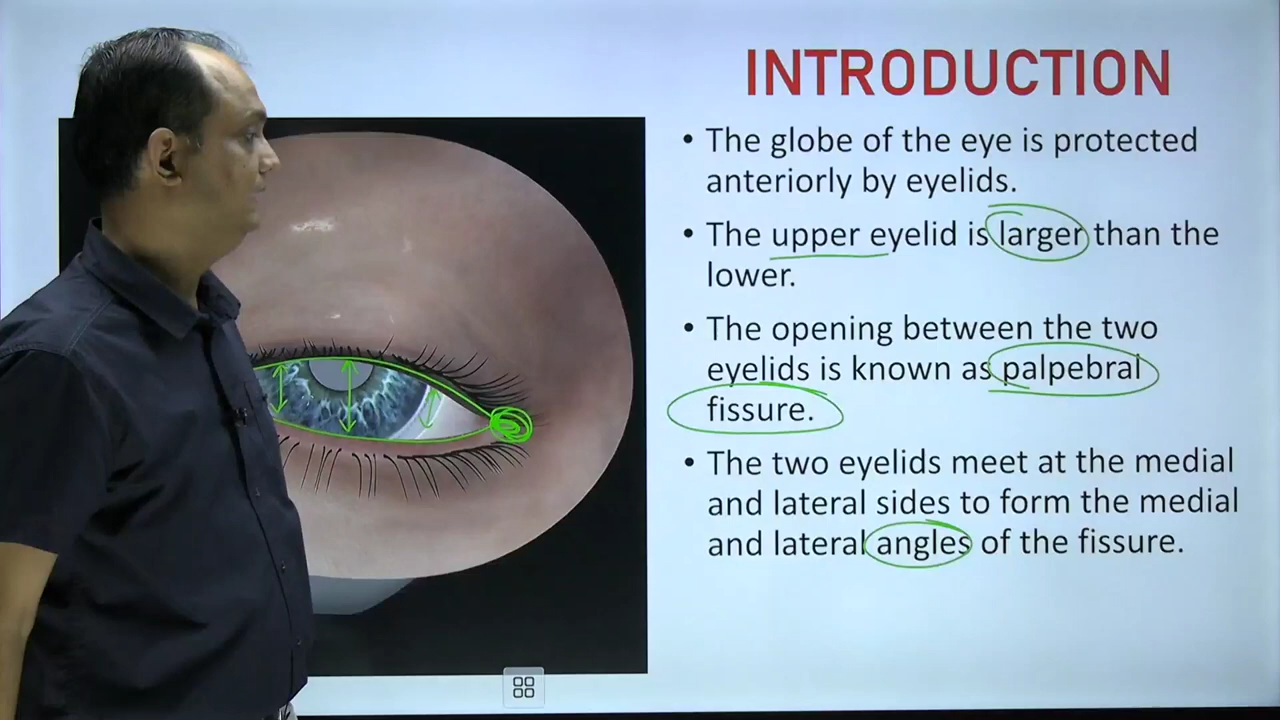 INTRODUCTION
• The globe of the eye is protected
anteriorly by eyelids.
• The upper eyelid is larger than the
lower.
• The opening between the two
eyelids is known as palpebral
fissure.
• The two eyelids meet at the medial
and lateral sides to form the medial
and lateral angles of the fissure.